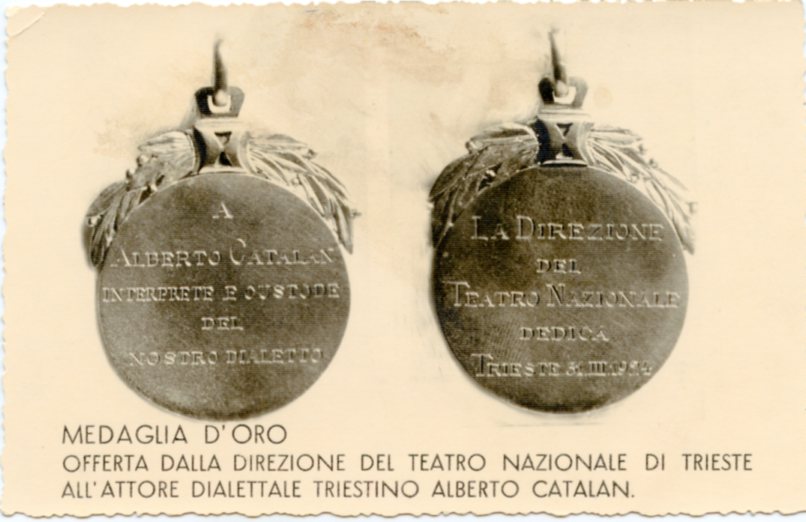 A
ALBERTO CATALAN
INTERPRETE E CUSTODE
DEL
NOSTRO DIALETTO
LA DIREZIONE
DEL
TEATRO NAZIONALE
DEDICA
TRIESTE III
MEDAGLIA D'ORO
OFFERTA DALLA DIREZIONE DEL TEATRO NAZIONALE DI TRIESTE
ALL'ATTORE DIALETTALE TRIESTINO ALBERTO CATALAN.